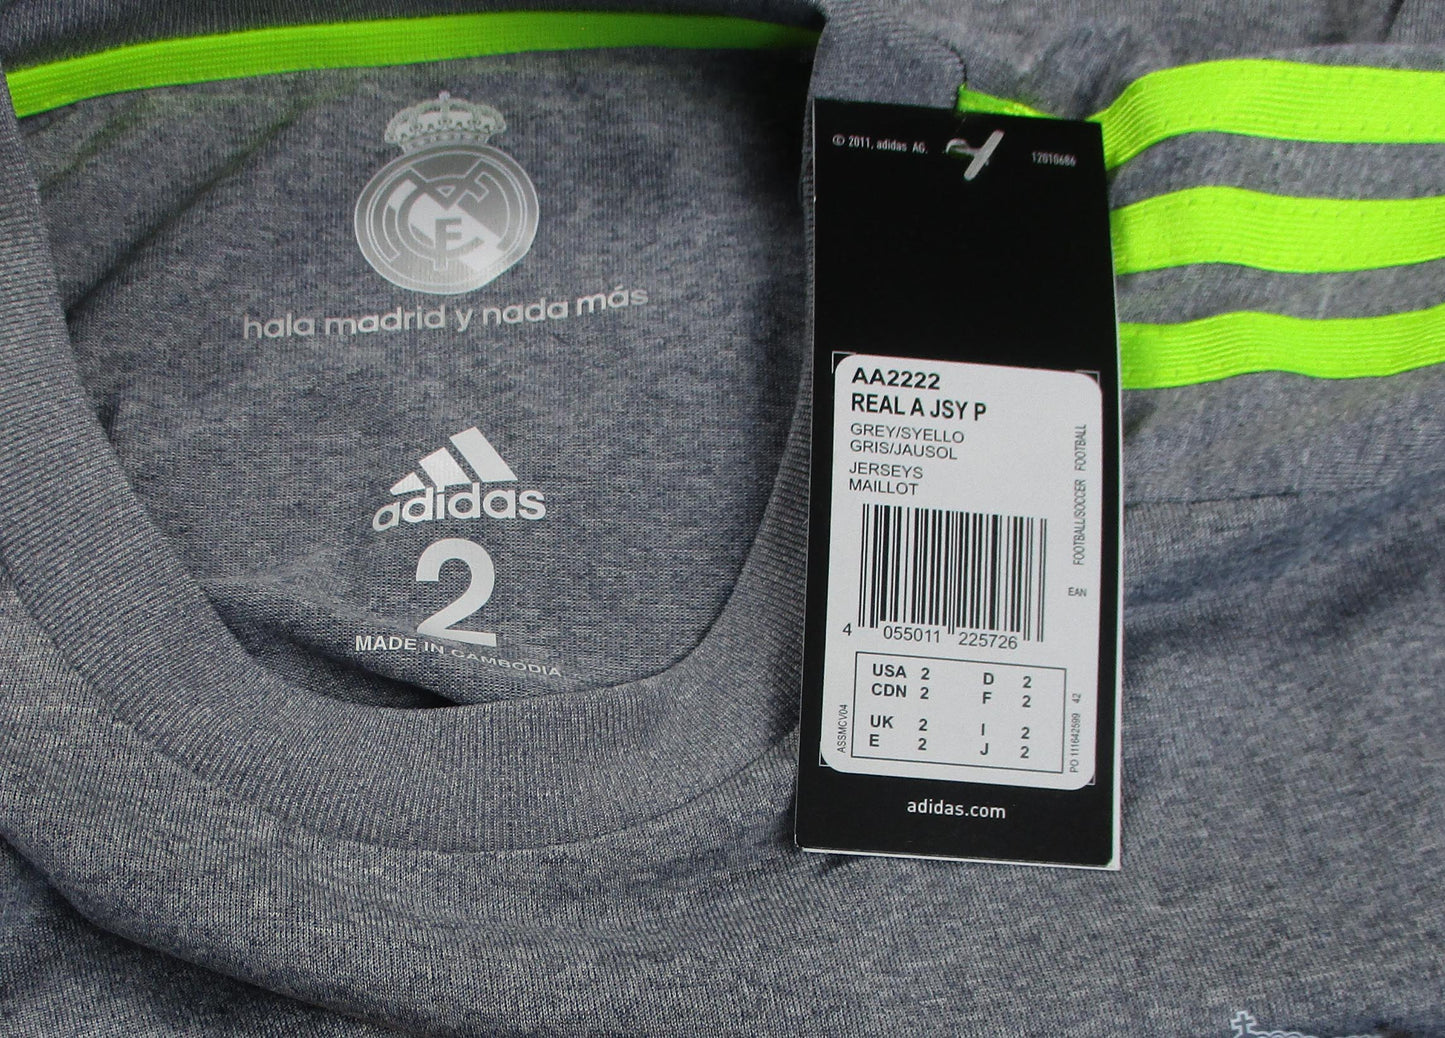 hala madrid y nada más
adidas
2
MADE IN CAMBODIA
© 2011, adidas AG.
12010686
AA2222
REAL A JSY P
GREY/SYELLO
GRIS/JAUSOL
JERSEYS
MAILLOT
FOOTBALL/SOCCER FOOTBALL
EAN
4 055011 225726
USA 2 D 2
CDN 2 F 2
UK 2 I 2
E 2 J 2
ASSMCV04
PO 111642599 42
adidas.com